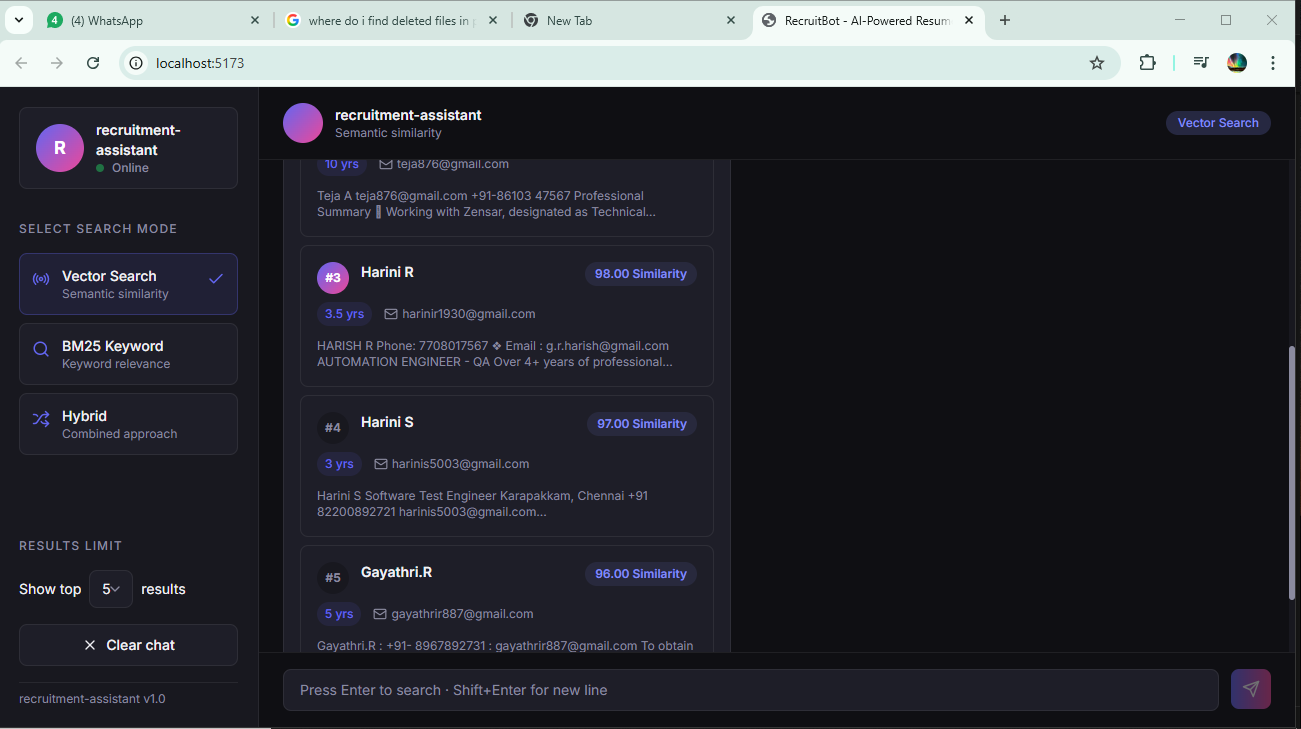 4
(4) WhatsApp
where do i find deleted files in
New Tab
RecruitBot - AI-Powered Resum
localhost:5173
R
recruitment-
assistant
Online
SELECT SEARCH MODE
Vector Search
Semantic similarity
BM25 Keyword
Keyword relevance
Hybrid
Combined approach
RESULTS LIMIT
Show top 5 results
Clear chat
recruitment-assistant v1.0
recruitment-assistant
Semantic similarity
Vector Search
10 yrs teja876@gmail.com
Teja A teja876@gmail.com +91-86103 47567 Professional
Summary Working with Zensar, designated as Technical...
#3 Harini R 98.00 Similarity
3.5 yrs harinir1930@gmail.com
HARISH R Phone: 7708017567 ❖ Email : g.r.harish@gmail.com
AUTOMATION ENGINEER - QA Over 4+ years of professional...
#4 Harini S 97.00 Similarity
3 yrs harinis5003@gmail.com
Harini S Software Test Engineer Karapakkam, Chennai +91
82200892721 harinis5003@gmail.com...
#5 Gayathri.R 96.00 Similarity
5 yrs gayathrir887@gmail.com
Gayathri.R : +91- 8967892731 : gayathrir887@gmail.com To obtain
Press Enter to search · Shift+Enter for new line